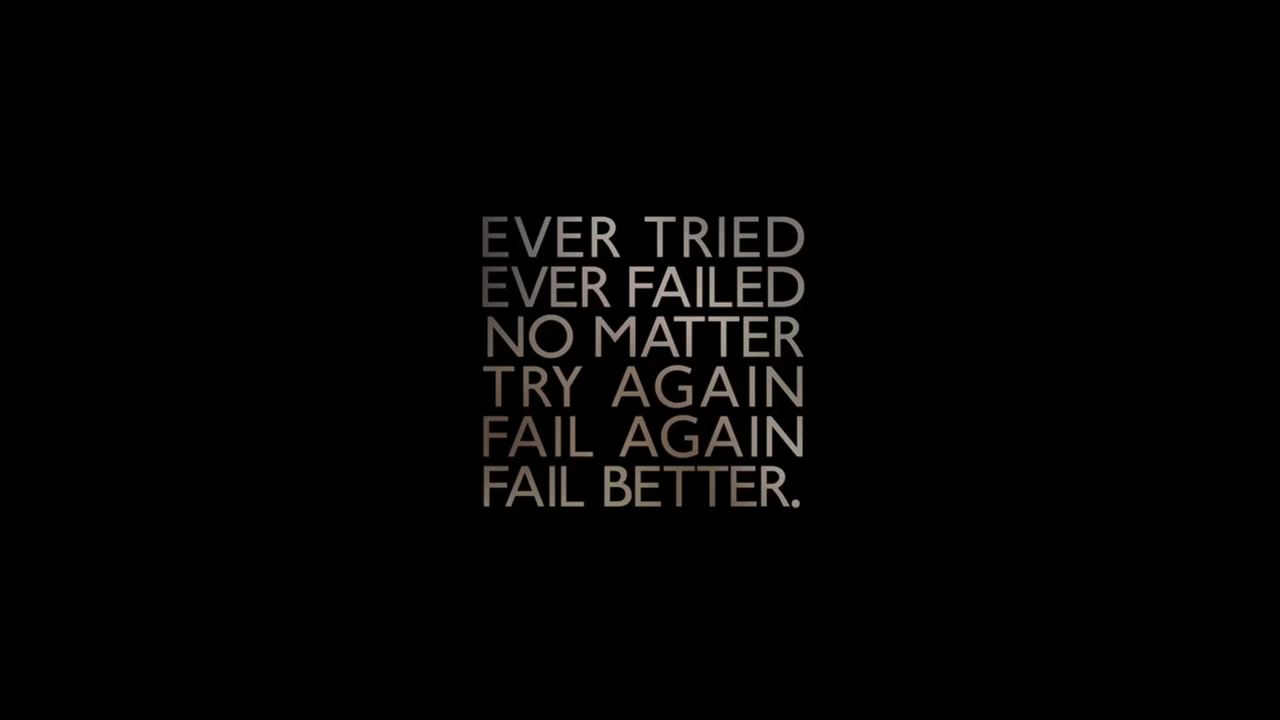 EVER TRIED
EVER FAILED
NO MATTER
TRY AGAIN
FAIL AGAIN
FAIL BETTER.